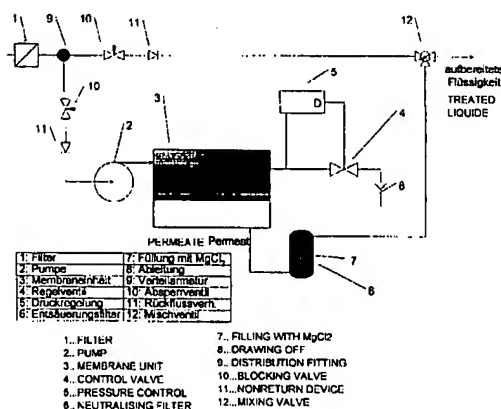 1 9 10 11 12
aufbereitete
Flüssigkeit
TREATED
LIQUIDE
5
D
10
3
4
2
11
8
PERMEATE Permeat
7
6
1: Filter 7: Füllung mit MgCl2
2: Pumpe 8: Ableitung
3: Membraneinheit 9: Verteilarmatur
4: Regelventil 10: Absperrventil
5: Druckregelung 11: Rückflussverh.
6: Entsäuerungsfilter 12: Mischventil
1...FILTER
2...PUMP
3...MEMBRANE UNIT
4...CONTROL VALVE
5...PRESSURE CONTROL
6...NEUTRALISING FILTER
7...FILLING WITH MgCl2
8...DRAWING OFF
9...DISTRIBUTION FITTING
10...BLOCKING VALVE
11...NONRETURN DEVICE
12...MIXING VALVE